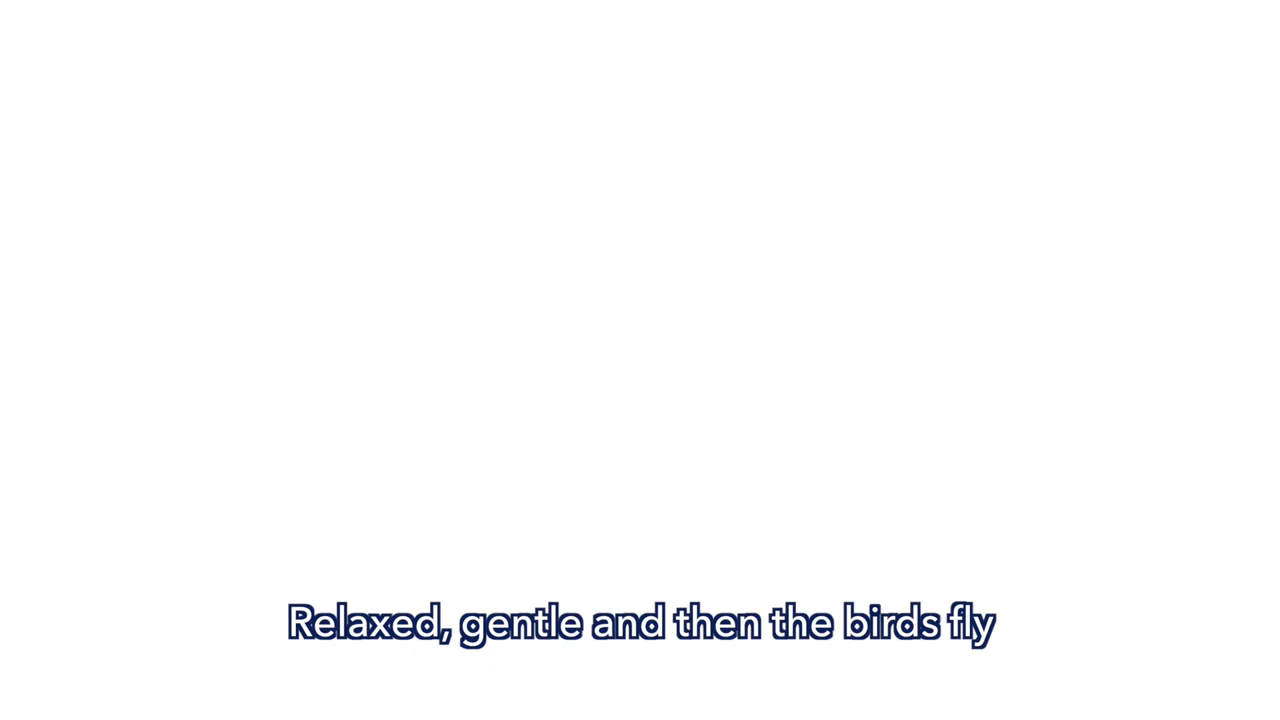 Relaxed, gentle and then the birds fly